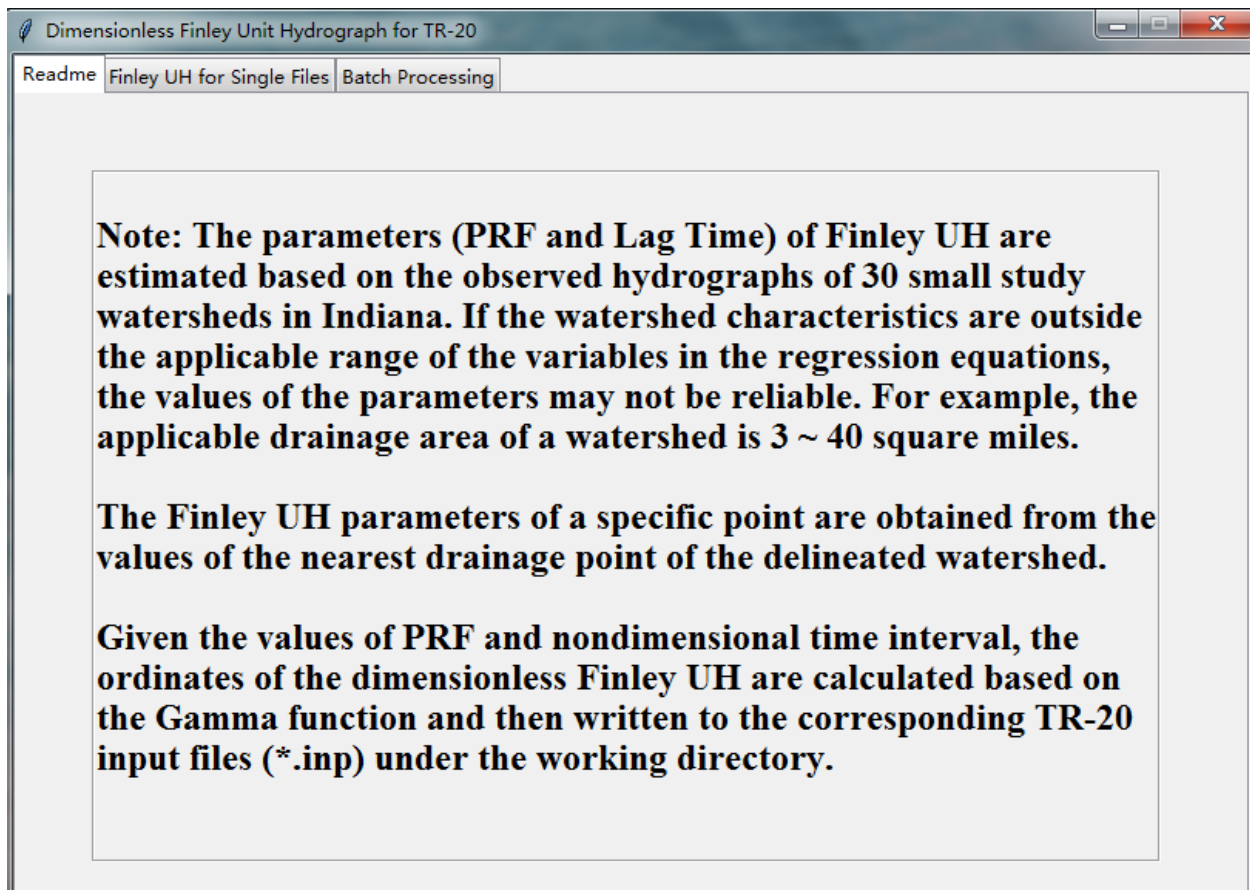 Dimensionless Finley Unit Hydrograph for TR-20
Readme Finley UH for Single Files Batch Processing
Note: The parameters (PRF and Lag Time) of Finley UH are
estimated based on the observed hydrographs of 30 small study
watersheds in Indiana. If the watershed characteristics are outside
the applicable range of the variables in the regression equations,
the values of the parameters may not be reliable. For example, the
applicable drainage area of a watershed is 3 ~ 40 square miles.
The Finley UH parameters of a specific point are obtained from the
values of the nearest drainage point of the delineated watershed.
Given the values of PRF and nondimensional time interval, the
ordinates of the dimensionless Finley UH are calculated based on
the Gamma function and then written to the corresponding TR-20
input files (*.inp) under the working directory.